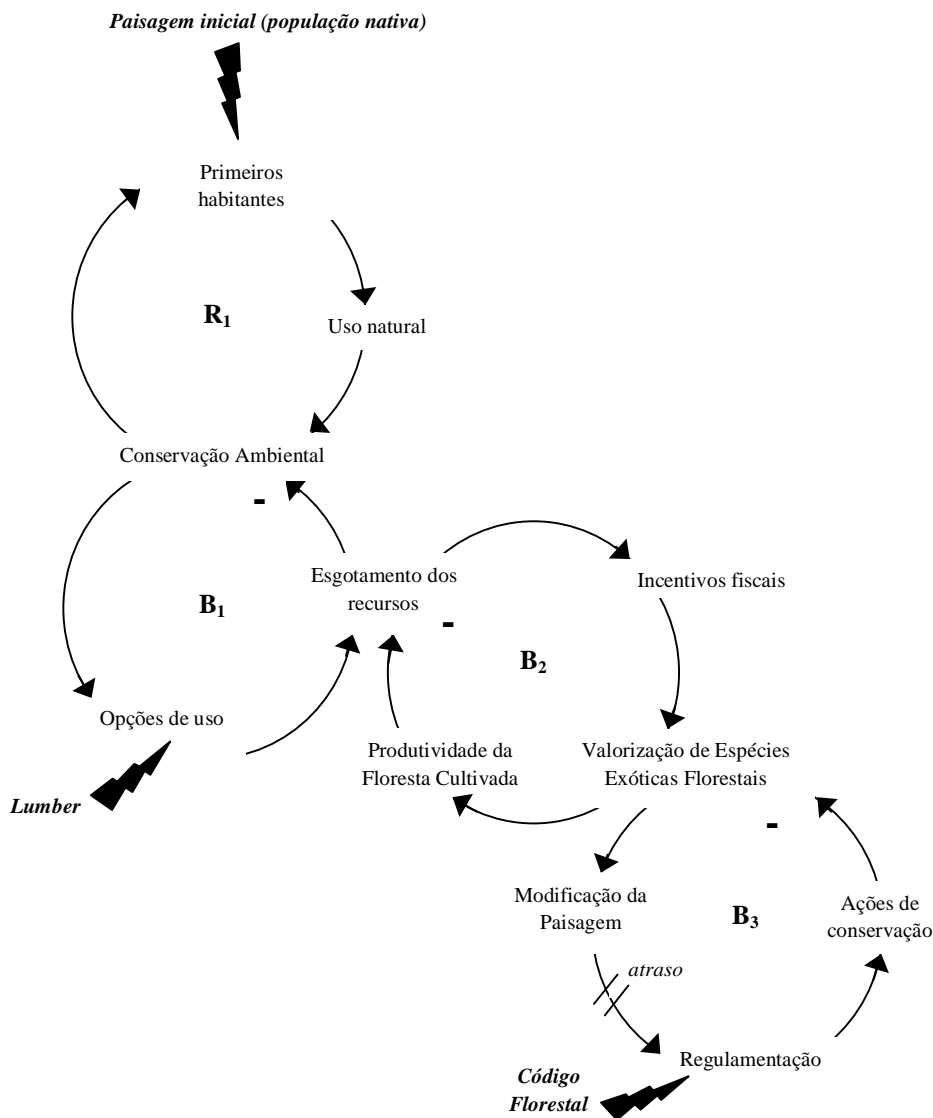 Paisagem inicial (população nativa)
Primeiros
habitantes
R1
Uso natural
Conservação Ambiental
-
Esgotamento dos
recursos
Incentivos fiscais
B1
-
B2
Opções de uso
Produtividade da
Floresta Cultivada
Valorização de Espécies
Exóticas Florestais
Lumber
-
Modificação da
Paisagem
B3
Ações de
conservação
atraso
Regulamentação
Código
Florestal